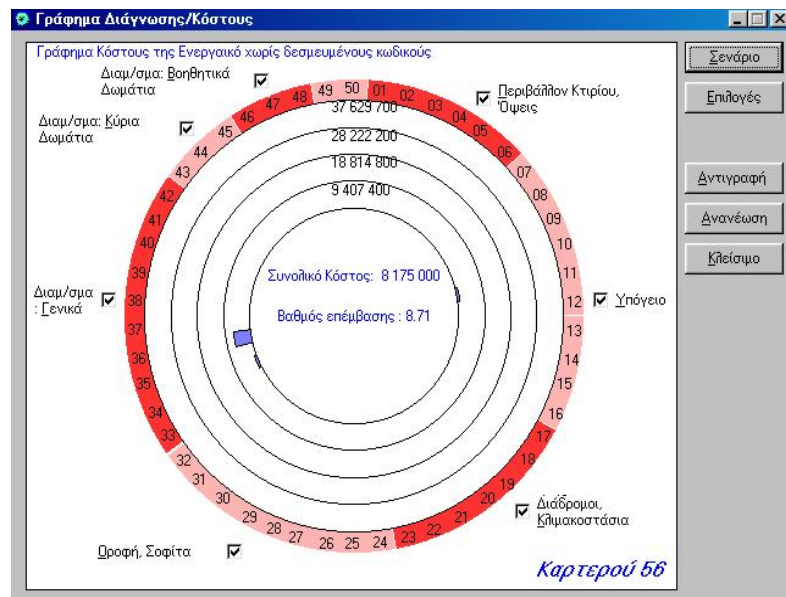 Γράφημα Διάγνωσης/Κόστους
Γράφημα Κόστους της Ενεργαικό χωρίς δεσμευμένους κωδικούς
Διαμ/σμα: Βοηθητικά
Δωμάτια
Περιβάλλον Κτιρίου,
Όψεις
Διαμ/σμα: Κύρια
Δωμάτια
Διαμ/σμα
: Γενικά
Υπόγειο
Διάδρομοι,
Κλιμακοστάσια
Οροφή, Σοφίτα
37 629 700
28 222 200
18 814 800
9 407 400
Συνολικό Κόστος: 8 175 000
Βαθμός επέμβασης : 8.71
01
02
03
04
05
06
07
08
09
10
11
12
13
14
15
16
17
18
19
20
21
22
23
24
25
26
27
28
29
30
31
32
33
34
35
36
37
38
39
40
41
42
43
44
45
46
47
48
49
50
Καρτερού 56
Σενάριο
Επιλογές
Αντιγραφή
Ανανέωση
Κλείσιμο